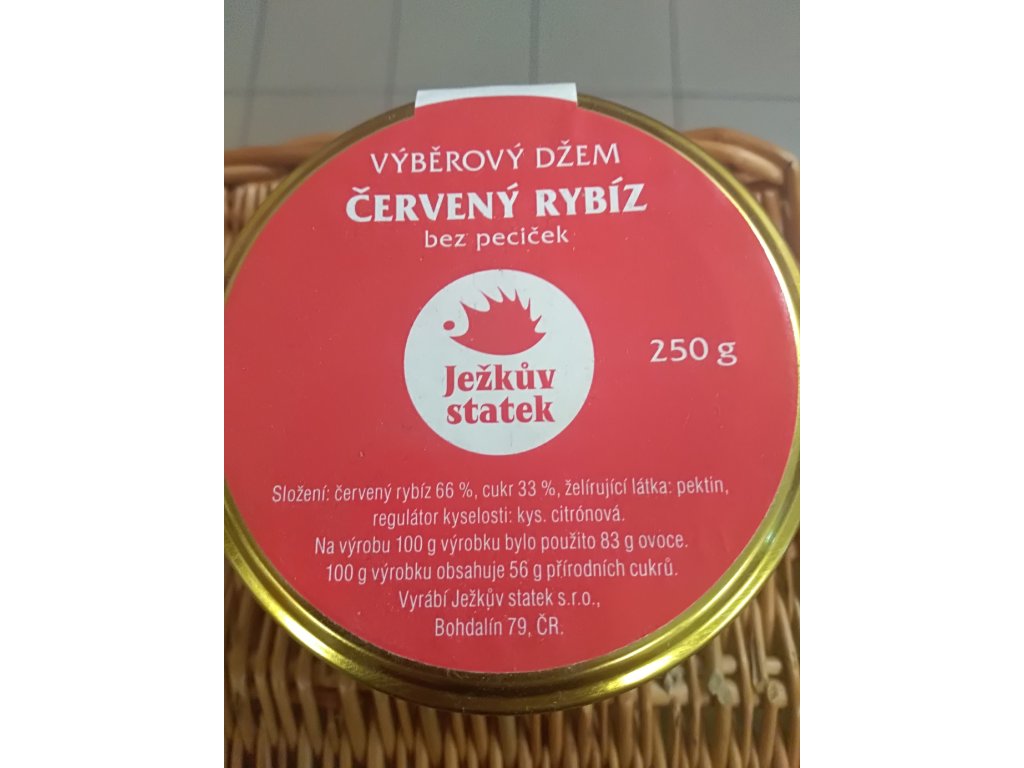 VÝBĚROVÝ DŽEM
ČERVENÝ RYBÍZ
bez peciček
Ježkův
statek
250 g
Složení: červený rybíz 66 %, cukr 33 %, želírující látka: pektin,
regulátor kyselosti: kys. citrónová.
Na výrobu 100 g výrobku bylo použito 83 g ovoce.
100 g výrobku obsahuje 56 g přírodních cukrů.
Vyrábí Ježkův statek s.r.o.,
Bohdalín 79, ČR.